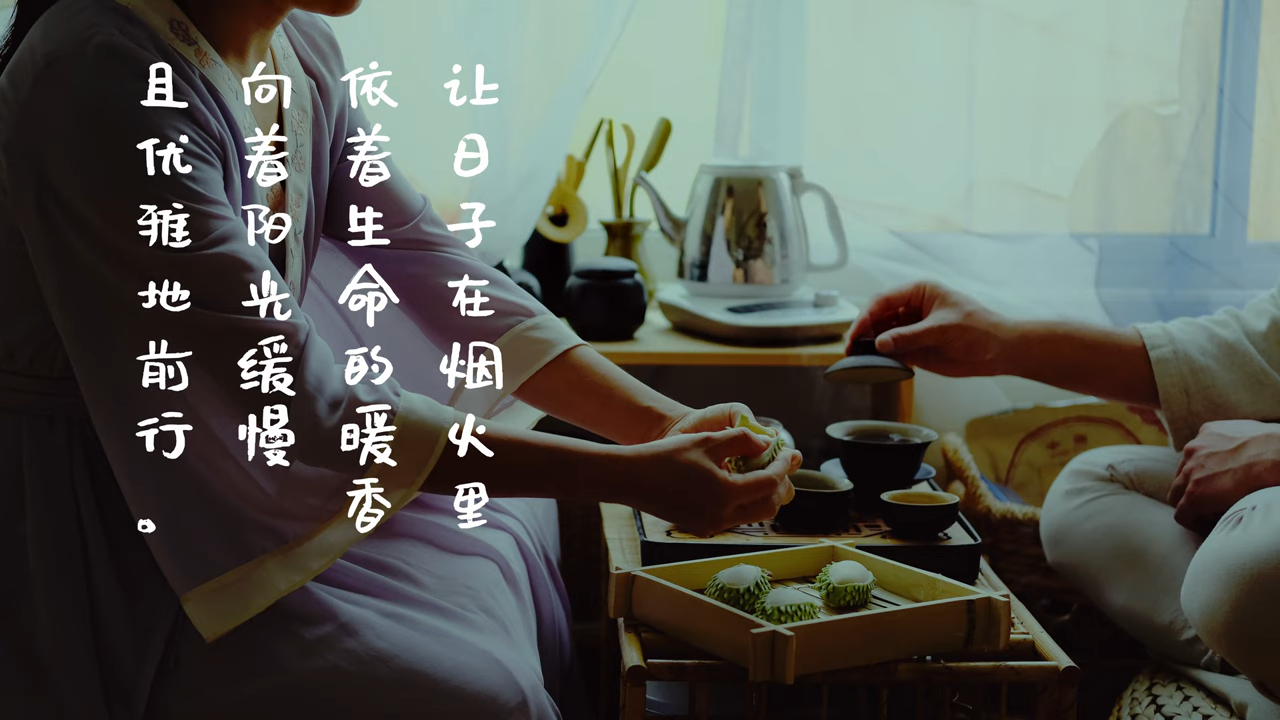 让日子在烟火里
依着生命的暖香
向着阳光缓慢
且优雅地前行。